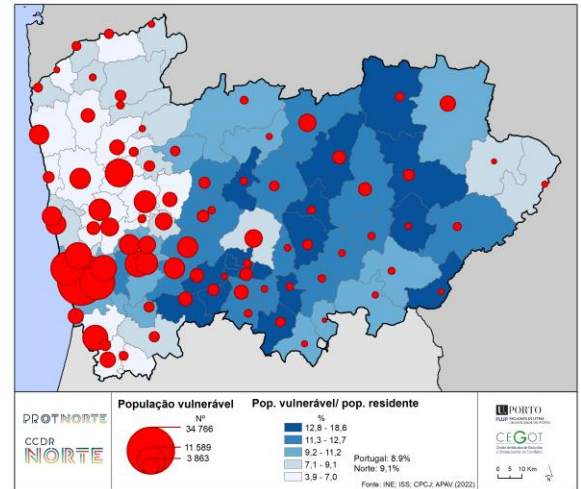 PROTNORTE
CCDR
NORTE
População vulnerável
Nº
34 766
11 589
3 863
Pop. vulnerável/ pop. residente
%
12,8 - 18,6
11,3 - 12,7
9,2 - 11,2
7,1 - 9,1
3,9 - 7,0
Portugal: 8.9%
Norte: 9,1%
Fonte: INE; ISS; CPCJ; APAV (2022)
U.PORTO
FLUP FACULDADE DE LETRAS
UNIVERSIDADE DO PORTO
CEGOT
0 5 10 Km